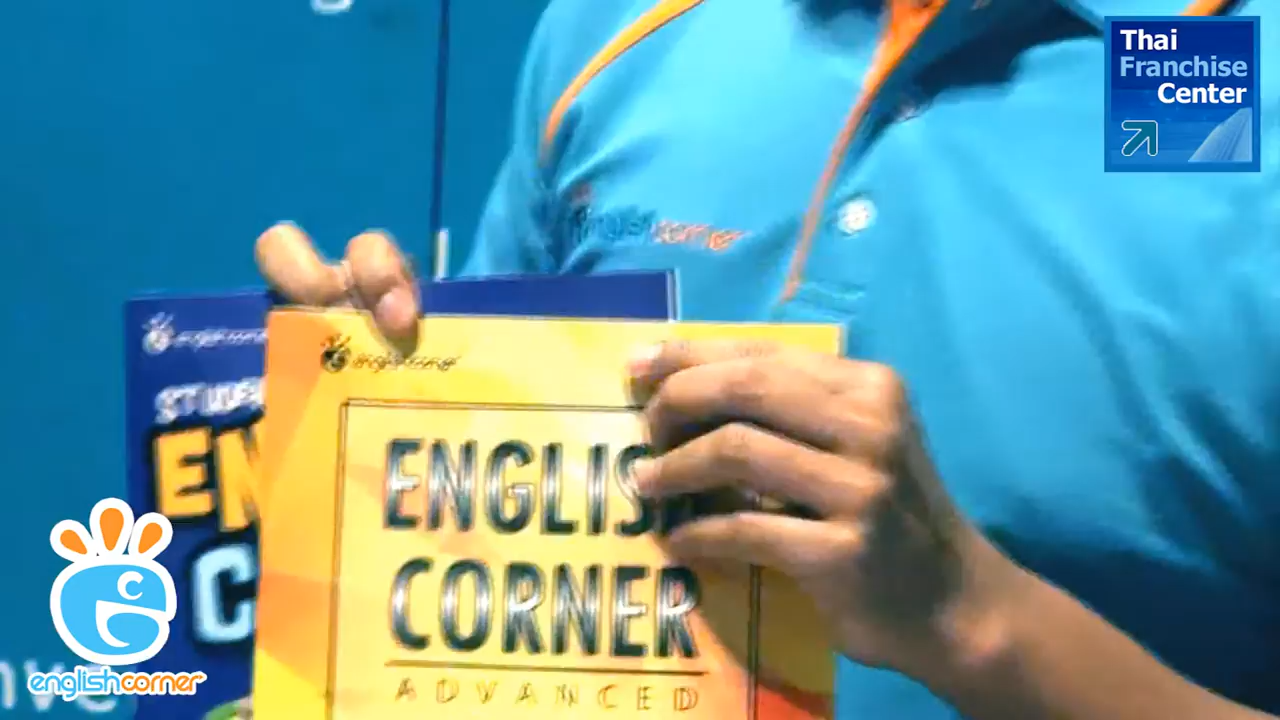 Thai
Franchise
Center
englishcorner
ENGLISH
CORNER
ADVANCED
englishcorner